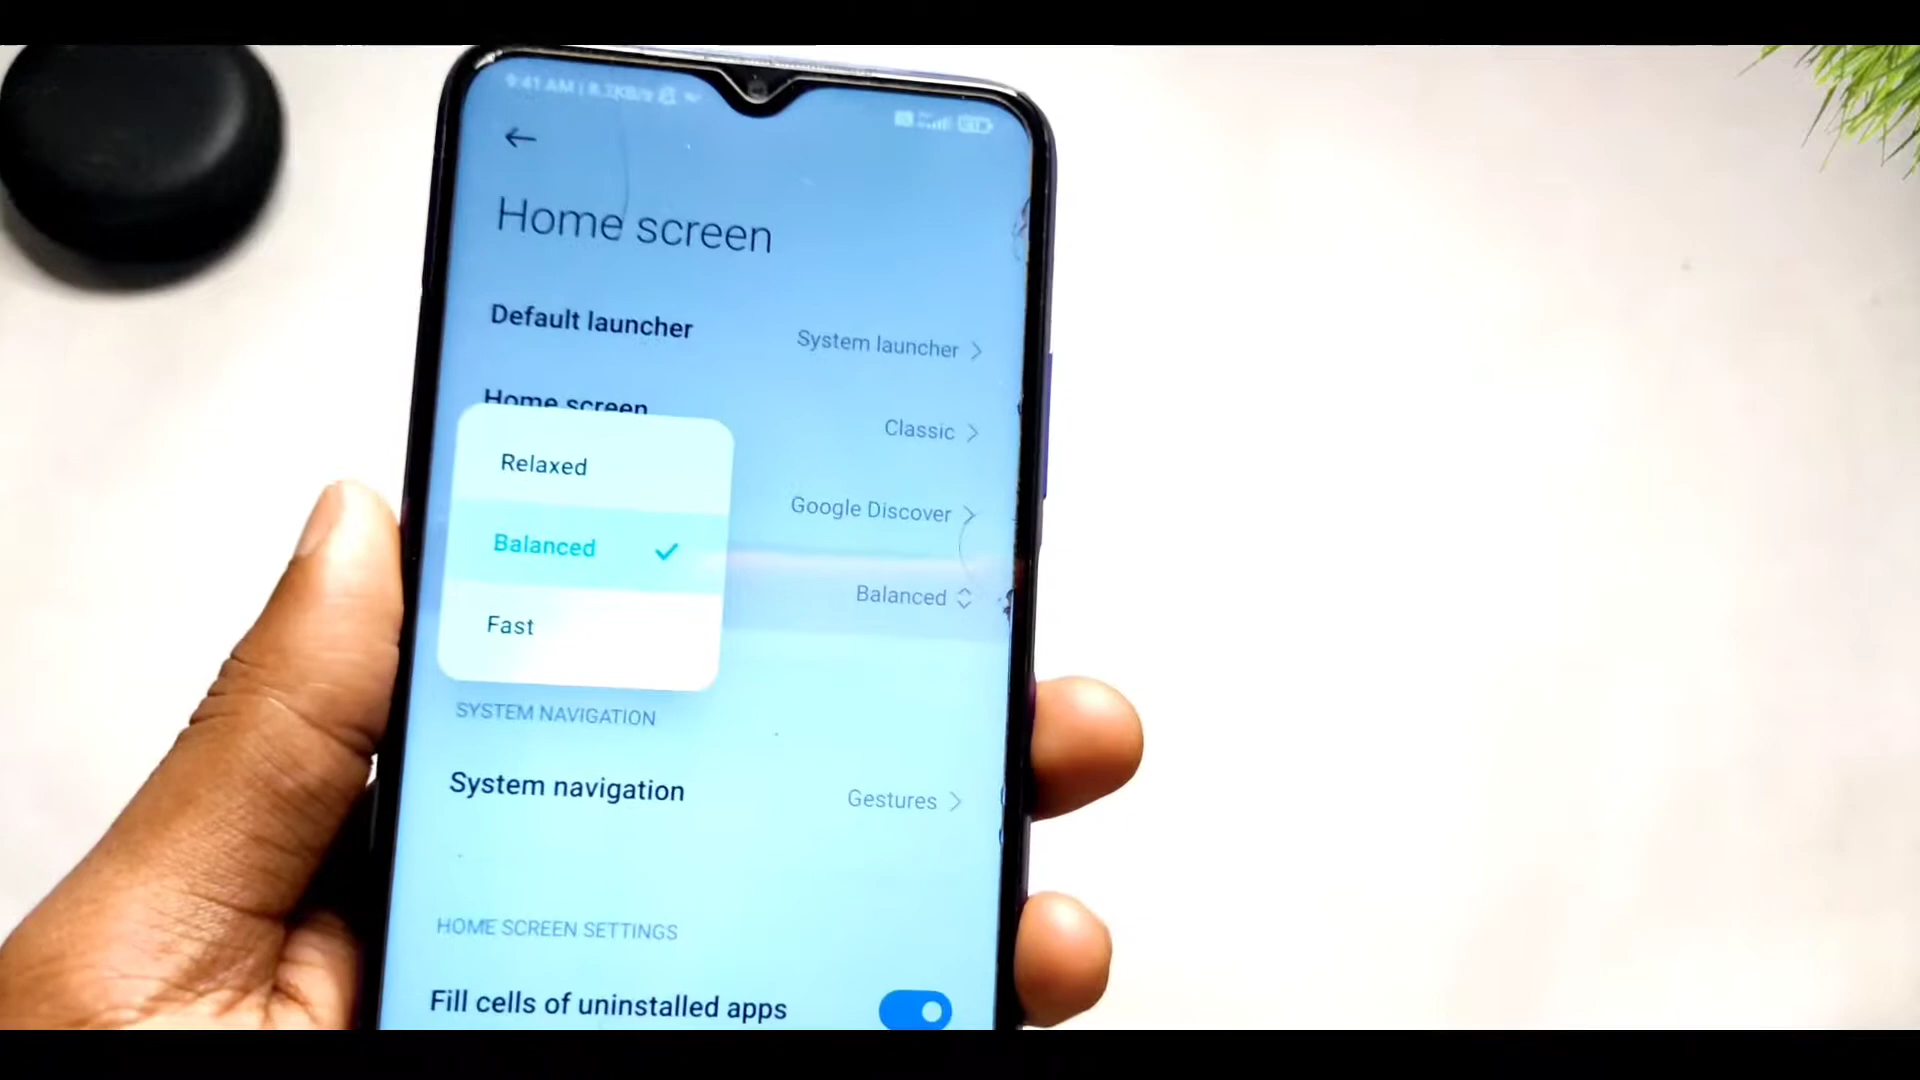 9:41 AM | 8.3KB/s
Home screen
Default launcher
System launcher
Home screen
Classic
Google Discover
Relaxed
Balanced
Balanced
Fast
SYSTEM NAVIGATION
System navigation
Gestures
HOME SCREEN SETTINGS
Fill cells of uninstalled apps